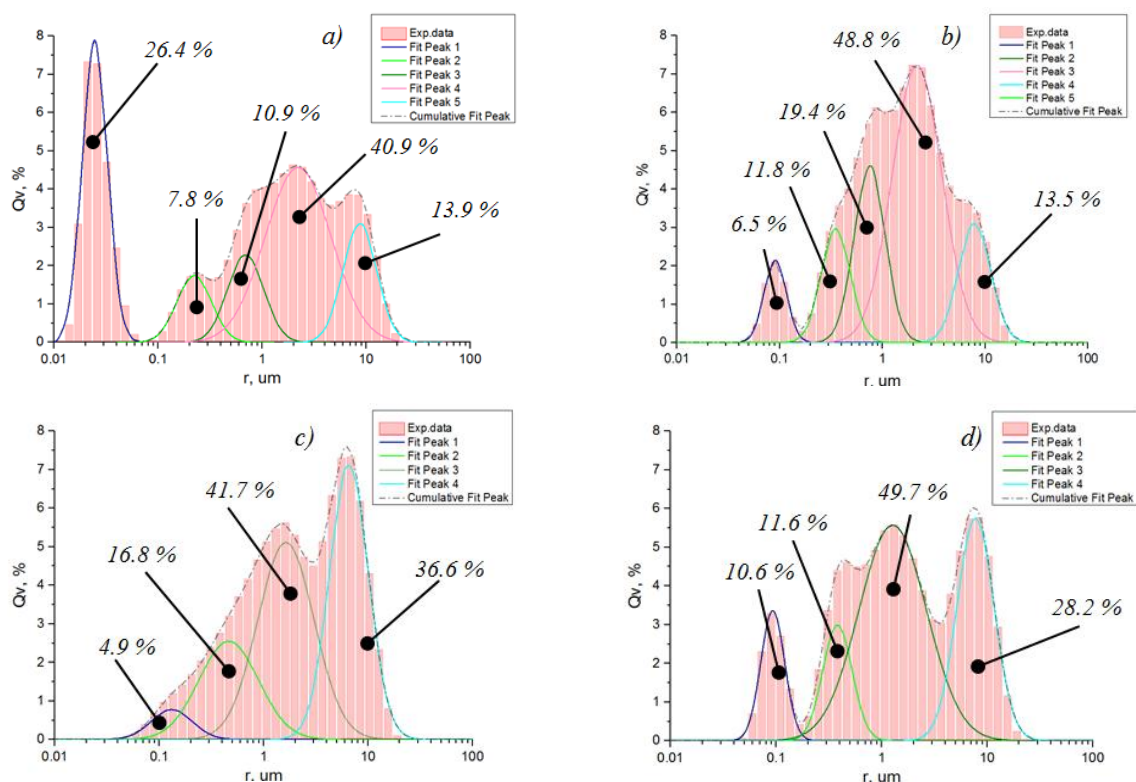 a)
Exp.data
Fit Peak 1
Fit Peak 2
Fit Peak 3
Fit Peak 4
Fit Peak 5
Cumulative Fit Peak
26.4 %
10.9 %
40.9 %
7.8 %
13.9 %
Qv, %
8
7
6
5
4
3
2
1
0
0.01
0.1
1
10
100
r, um
b)
Exp.data
Fit Peak 1
Fit Peak 2
Fit Peak 3
Fit Peak 4
Fit Peak 5
Cumulative Fit Peak
48.8 %
19.4 %
11.8 %
6.5 %
13.5 %
Qv, %
8
7
6
5
4
3
2
1
0
0.01
0.1
1
10
100
r, um
c)
Exp.data
Fit Peak 1
Fit Peak 2
Fit Peak 3
Fit Peak 4
Cumulative Fit Peak
41.7 %
16.8 %
4.9 %
36.6 %
Qv, %
8
7
6
5
4
3
2
1
0
0.01
0.1
1
10
100
r, um
d)
Exp.data
Fit Peak 1
Fit Peak 2
Fit Peak 3
Fit Peak 4
Cumulative Fit Peak
49.7 %
11.6 %
10.6 %
28.2 %
Qv, %
8
7
6
5
4
3
2
1
0
0.01
0.1
1
10
100
r, um